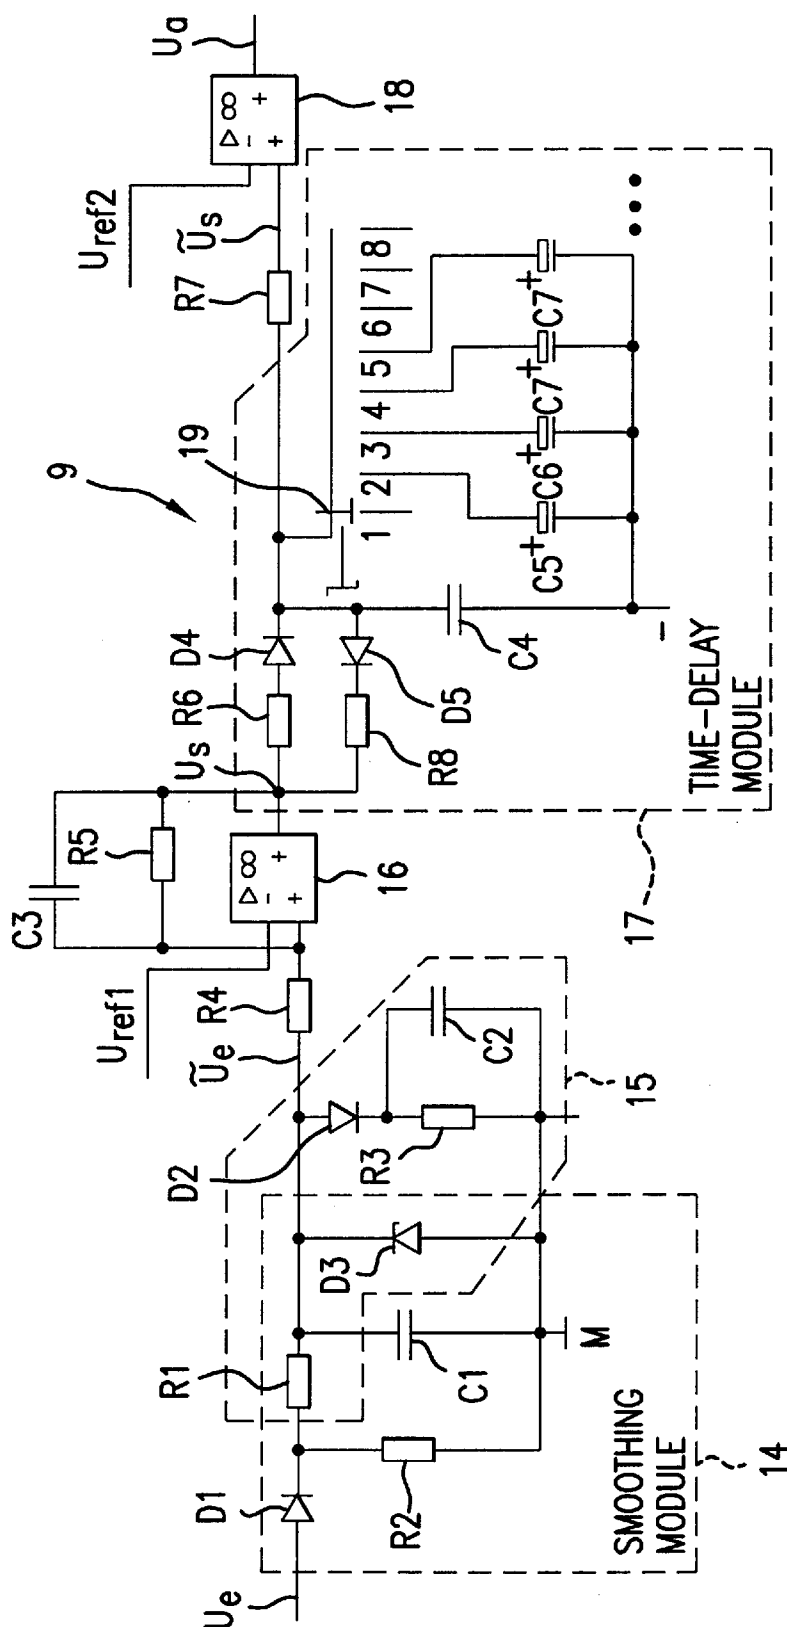 9
19
C3
R5
Us
R6
D4
R7
Ũs
Uref2
Ua
▷ ∞
- +
+
18
Uref1
▷ ∞
- +
+
16
R8
D5
C4
1 2 3 4 5 6 7 8
C5 +
C6 +
C7 +
C7 +
-
TIME-DELAY
MODULE
17
Ue
D1
R1
D2
Ũe
R4
R2
C1
D3
R3
C2
15
M
SMOOTHING
MODULE
14